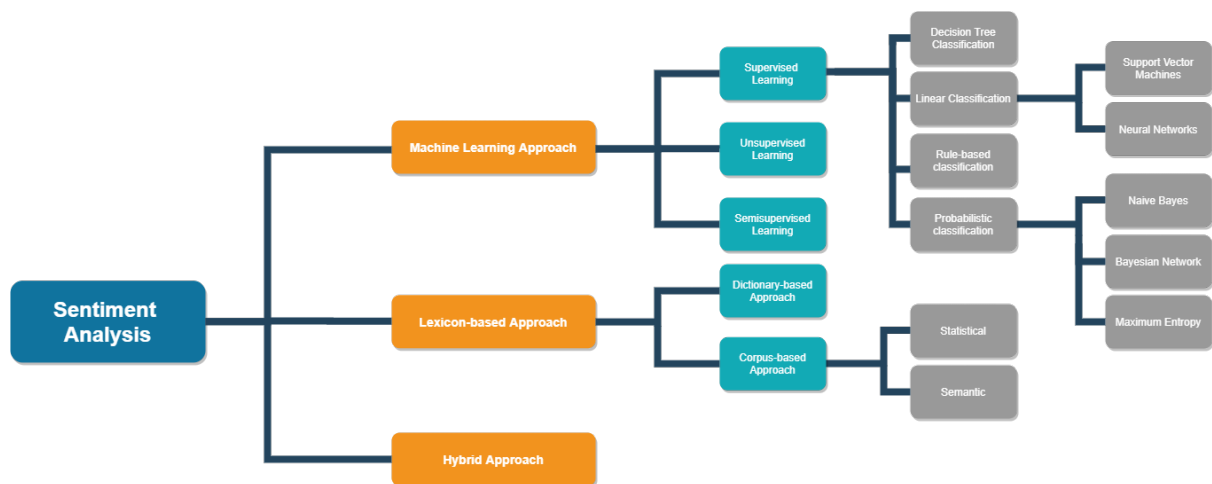 Sentiment
Analysis
Machine Learning Approach
Supervised
Learning
Decision Tree
Classification
Linear Classification
Support Vector
Machines
Neural Networks
Rule-based
classification
Probabilistic
classification
Naive Bayes
Bayesian Network
Maximum Entropy
Unsupervised
Learning
Semisupervised
Learning
Lexicon-based Approach
Dictionary-based
Approach
Corpus-based
Approach
Statistical
Semantic
Hybrid Approach